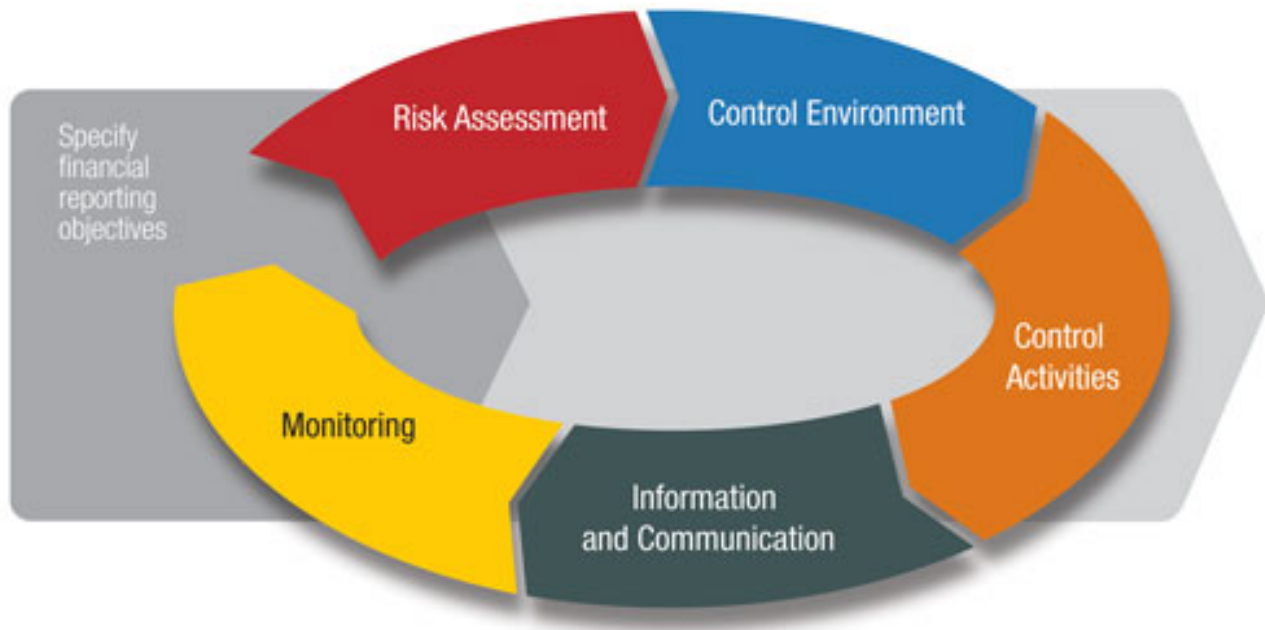 Specify
financial
reporting
objectives
Risk Assessment
Control Environment
Control
Activities
Information
and Communication
Monitoring